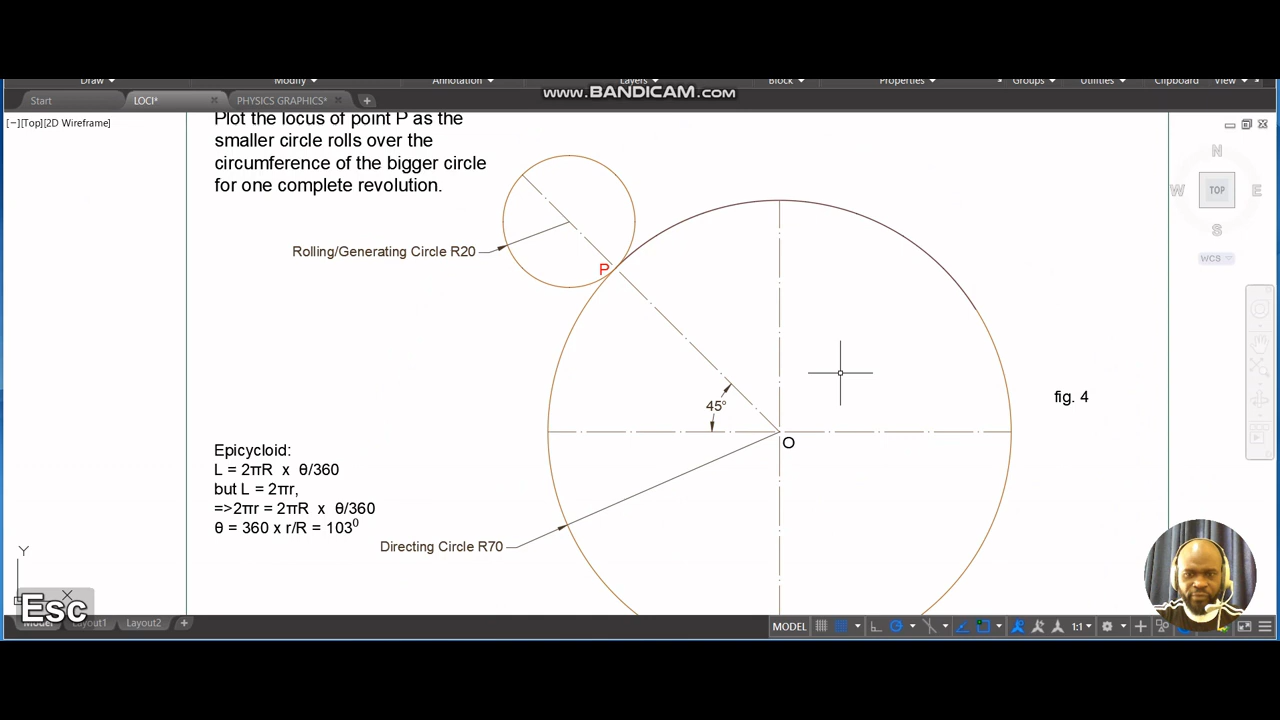 Draw
Modify
Annotation
Layers
Block
Properties
Groups
Utilities
Clipboard
View
www.BANDICAM.com
Start
LOCI*
PHYSICS GRAPHICS*
[−][Top][2D Wireframe]
Plot the locus of point P as the
smaller circle rolls over the
circumference of the bigger circle
for one complete revolution.
N
W
TOP
E
S
WCS
Rolling/Generating Circle R20
P
45°
fig. 4
O
Epicycloid:
L = 2πR x θ/360
but L = 2πr,
=>2πr = 2πR x θ/360
θ = 360 x r/R = 103⁰
Directing Circle R70
Y
X
Esc
Model
Layout1
Layout2
MODEL
1:1